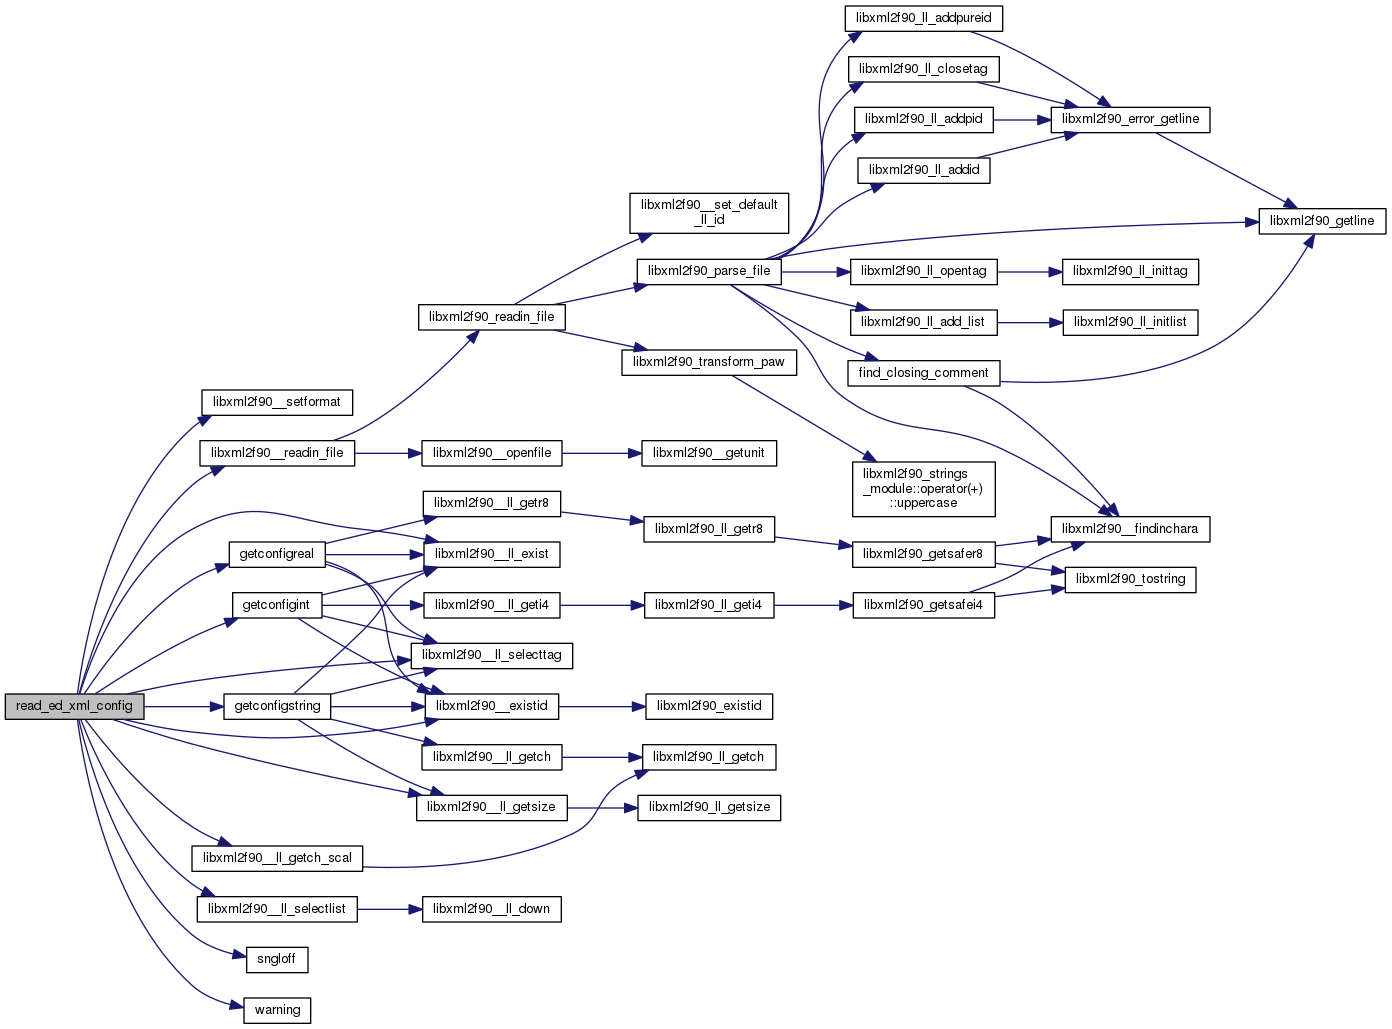 libxml2f90_ll_addpureid
libxml2f90_ll_closetag
libxml2f90_ll_addpid
libxml2f90_error_getline
libxml2f90_ll_addid
libxml2f90__set_default
_ll_id
libxml2f90_getline
libxml2f90_parse_file
libxml2f90_ll_opentag
libxml2f90_ll_inittag
libxml2f90_readin_file
libxml2f90_ll_add_list
libxml2f90_ll_initlist
libxml2f90_transform_paw
find_closing_comment
libxml2f90__setformat
libxml2f90__readin_file
libxml2f90__openfile
libxml2f90__getunit
libxml2f90_strings
_module::operator(+)
::uppercase
libxml2f90__ll_getr8
libxml2f90_ll_getr8
libxml2f90__findinchara
getconfigreal
libxml2f90__ll_exist
libxml2f90_getsafer8
libxml2f90_tostring
getconfigint
libxml2f90__ll_geti4
libxml2f90_ll_geti4
libxml2f90_getsafei4
libxml2f90__ll_selecttag
read_ed_xml_config
getconfigstring
libxml2f90__existid
libxml2f90_existid
libxml2f90__ll_getch
libxml2f90_ll_getch
libxml2f90__ll_getsize
libxml2f90_ll_getsize
libxml2f90__ll_getch_scal
libxml2f90__ll_selectlist
libxml2f90__ll_down
sngloff
warning